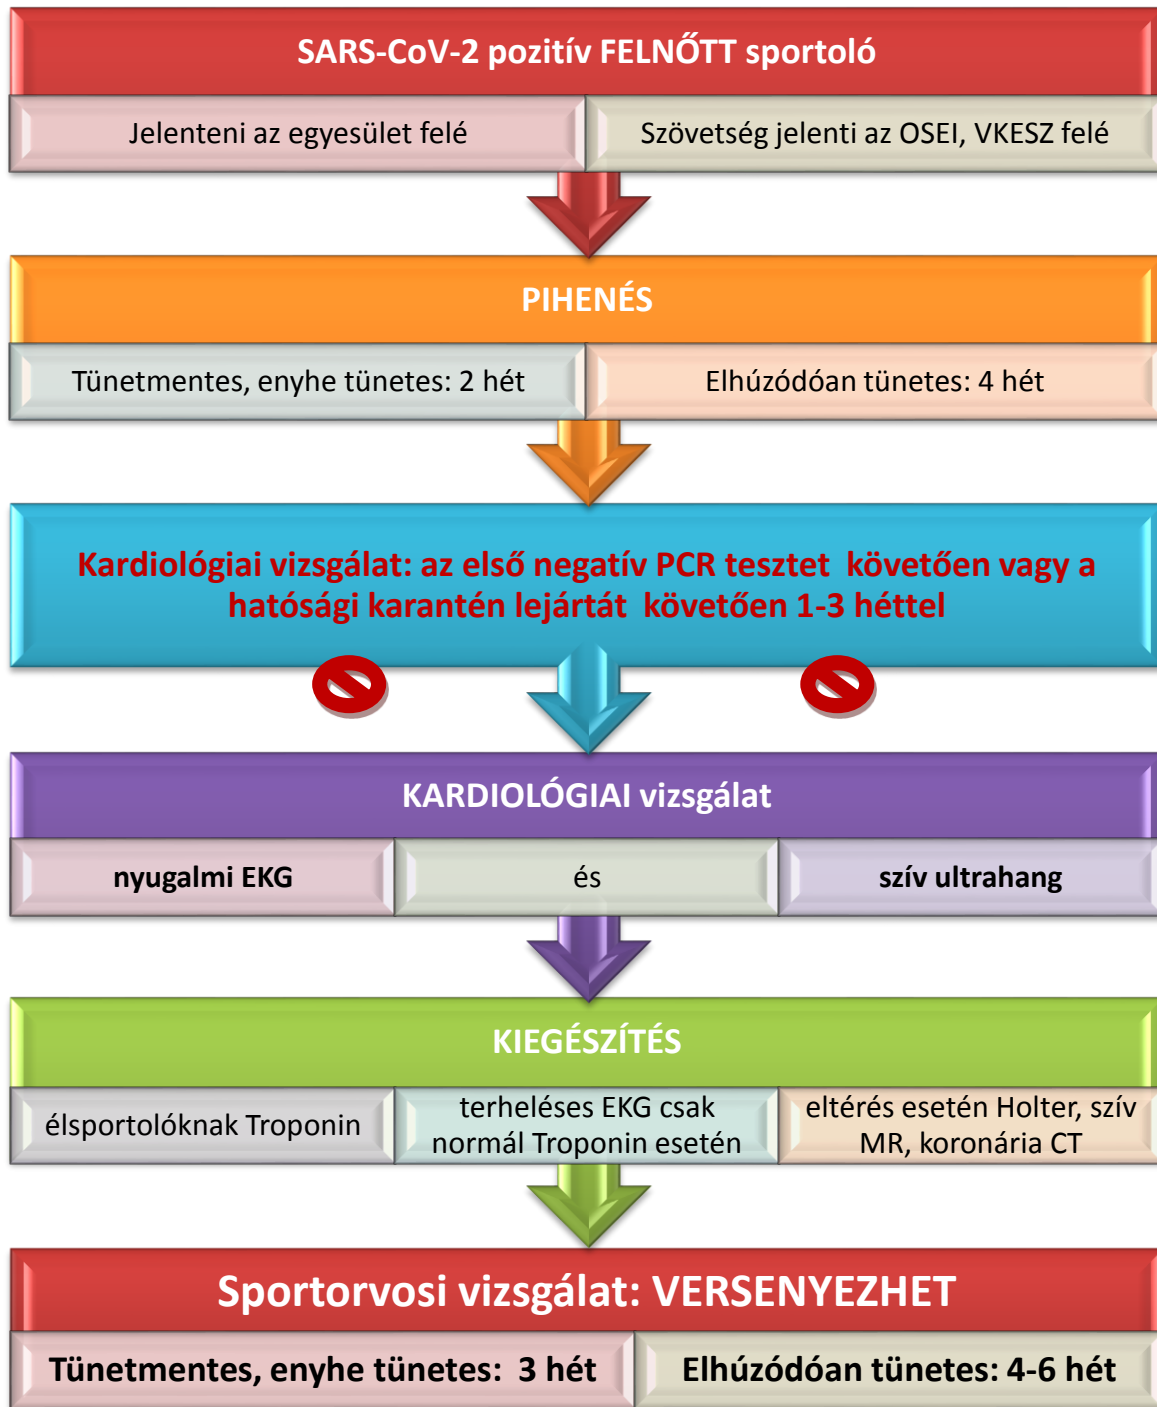 SARS-CoV-2 pozitív FELNŐTT sportoló
Jelenteni az egyesület felé
Szövetség jelenti az OSEI, VKESZ felé
PIHENÉS
Tünetmentes, enyhe tünetes: 2 hét
Elhúzódóan tünetes: 4 hét
Kardiológiai vizsgálat: az első negatív PCR tesztet követően vagy a
hatósági karantén lejártát követően 1-3 héttel
KARDIOLÓGIAI vizsgálat
nyugalmi EKG
és
szív ultrahang
KIEGÉSZÍTÉS
élsportolóknak Troponin
terheléses EKG csak
normál Troponin esetén
eltérés esetén Holter, szív
MR, koronária CT
Sportorvosi vizsgálat: VERSENYEZHET
Tünetmentes, enyhe tünetes: 3 hét
Elhúzódóan tünetes: 4-6 hét